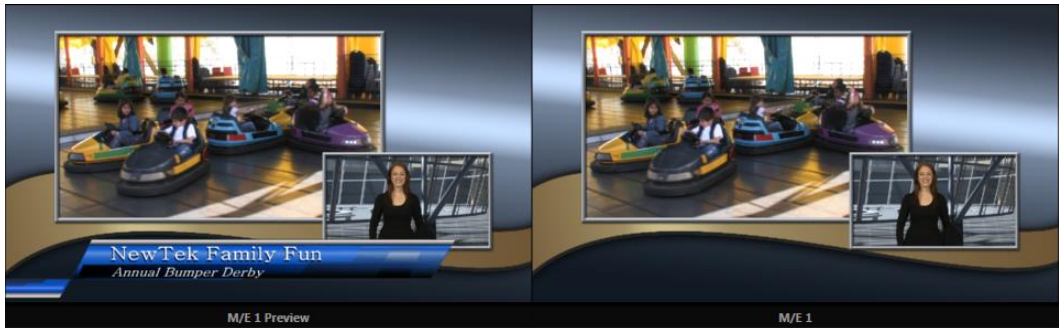 NewTek Family Fun
Annual Bumper Derby
M/E 1 Preview
M/E 1